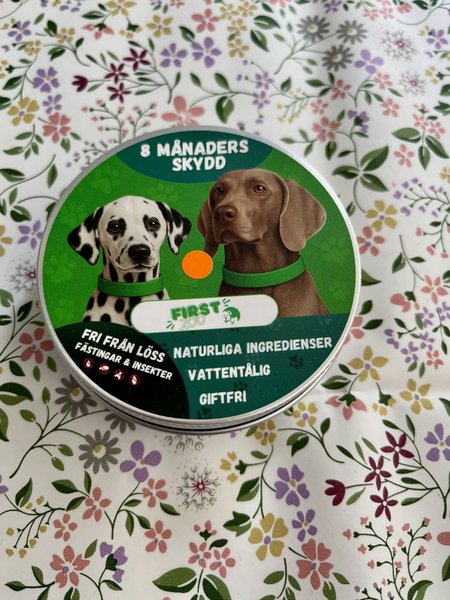 8 MÅNADERS
SKYDD
FIRST
ZOO
FRI FRÅN LÖSS
FÄSTINGAR & INSEKTER
NATURLIGA INGREDIENSER
VATTENTÅLIG
GIFTFRI